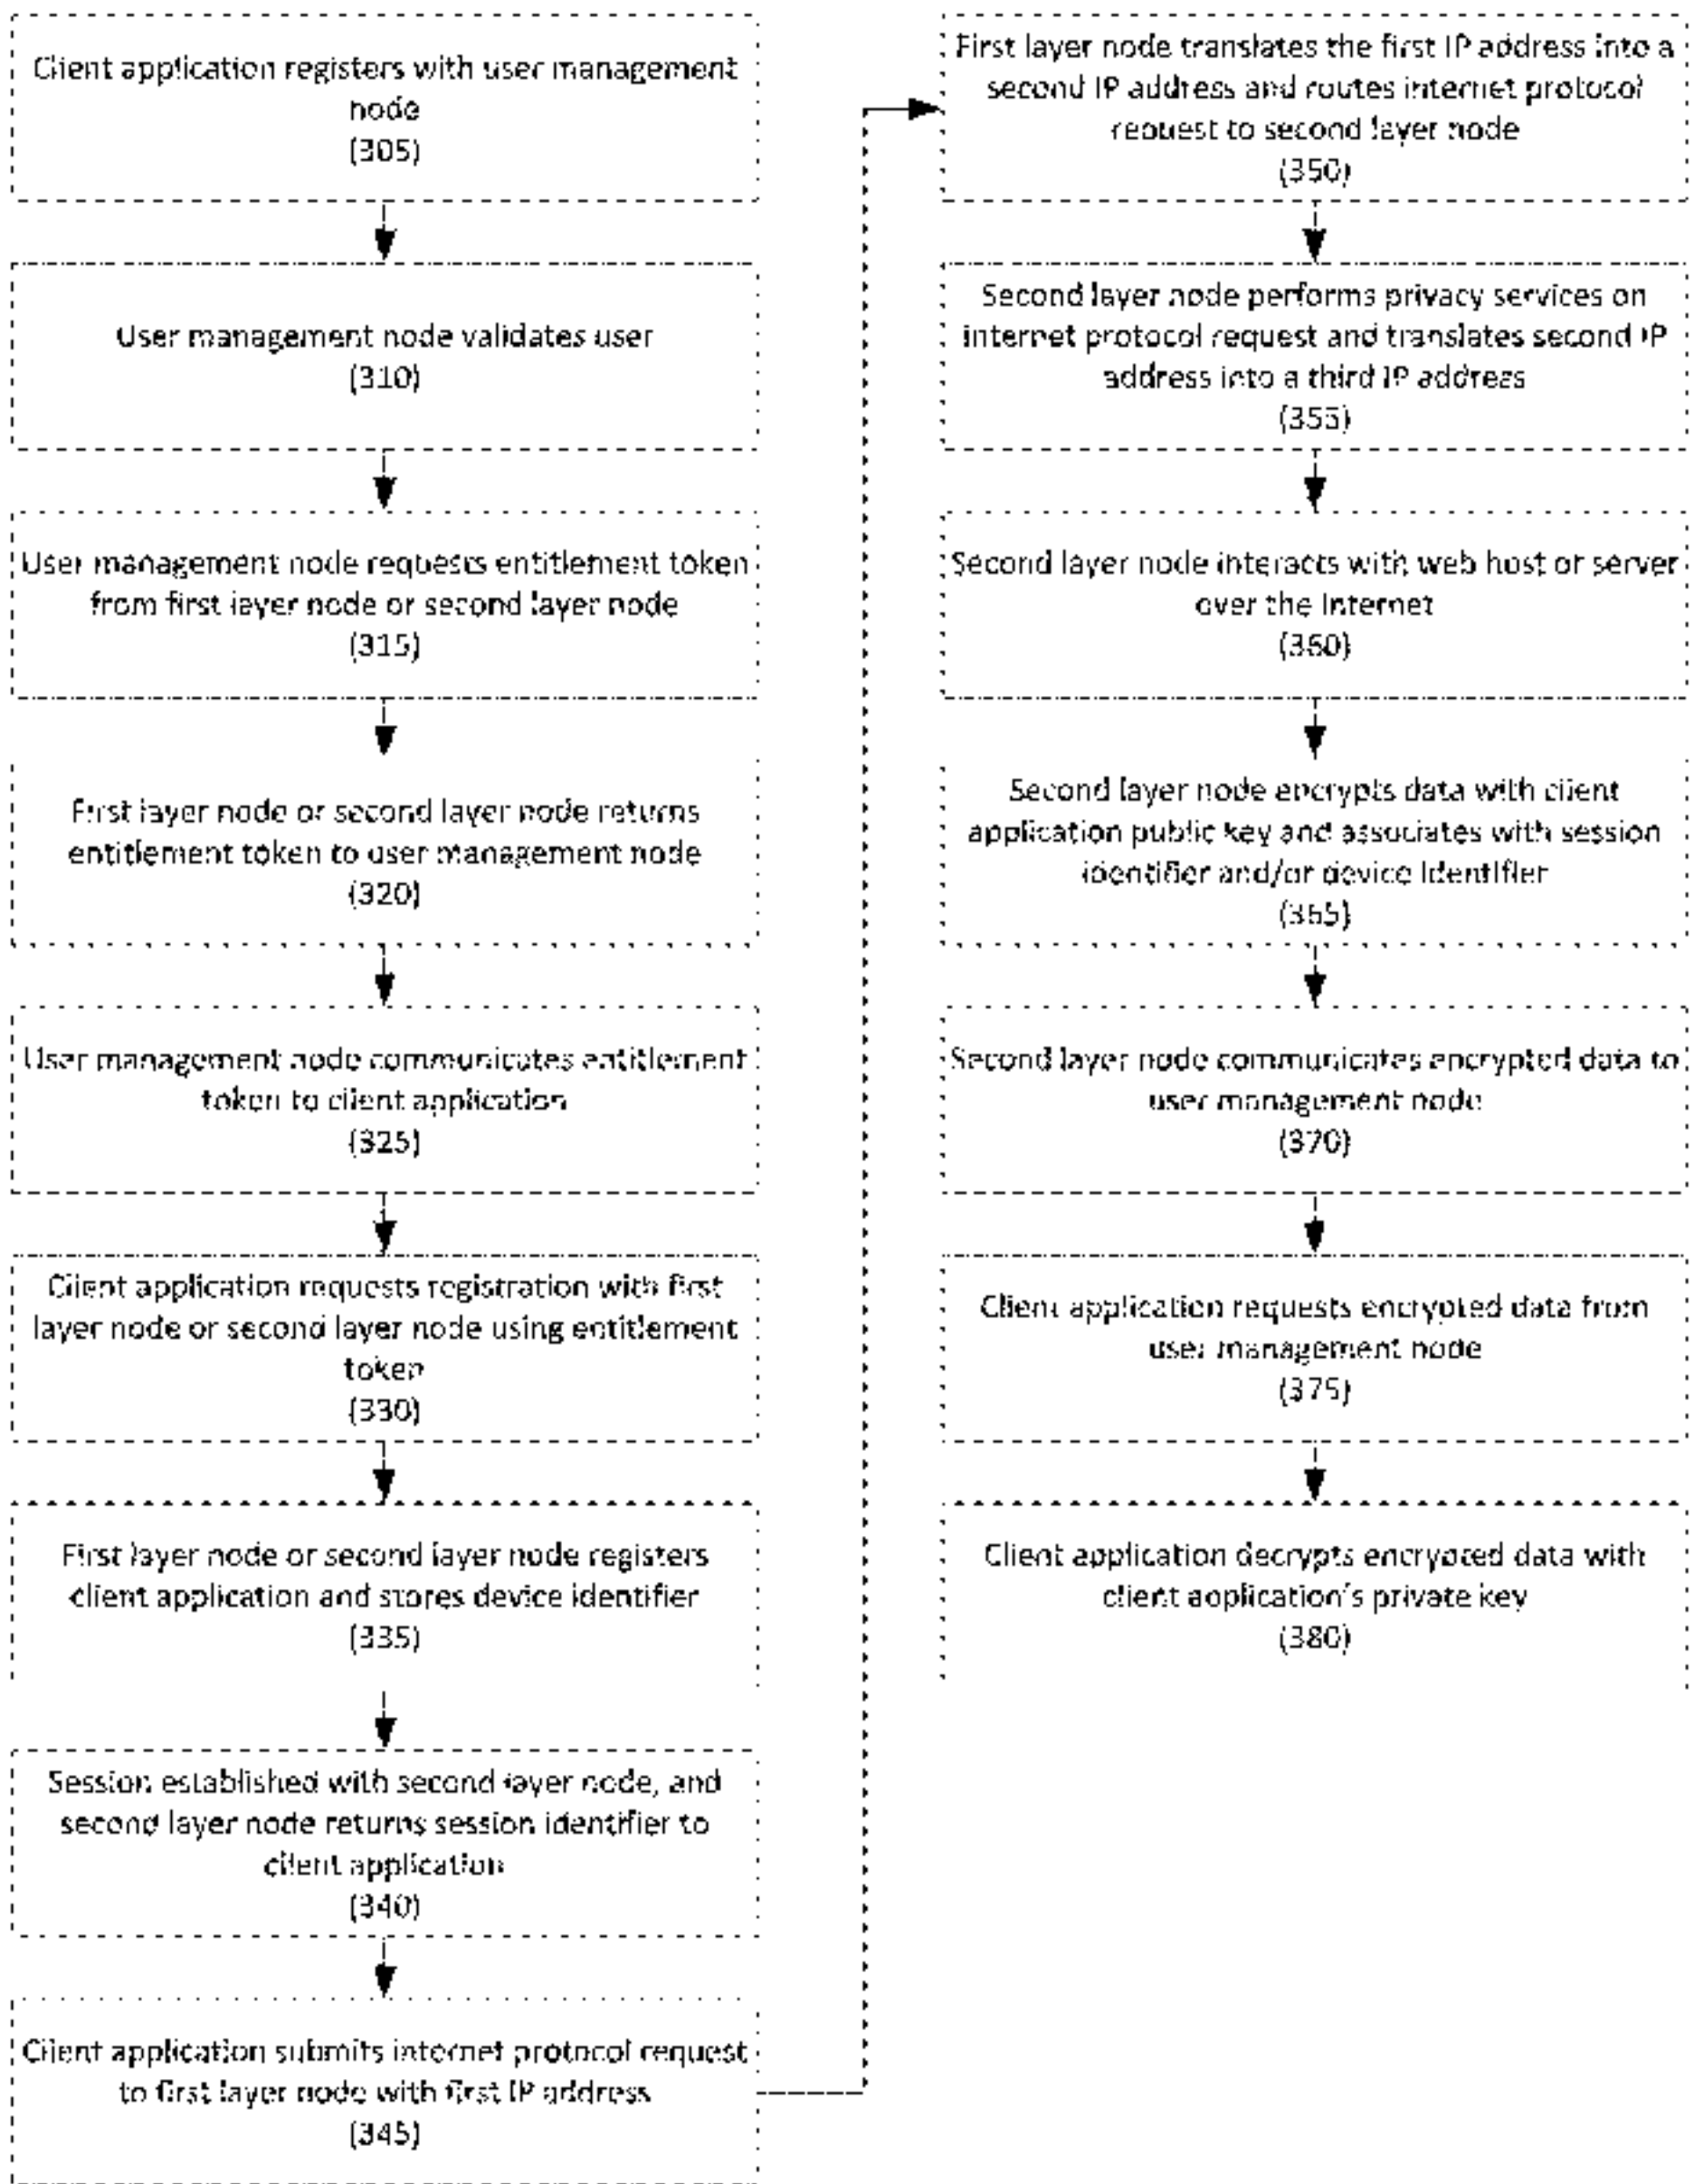 Client application registers with user management
node
(305)
User management node validates user
(310)
User management node requests entitlement token
from first layer node or second layer node
(315)
First layer node or second layer node returns
entitlement token to user management node
(320)
User management node communicates entitlement
token to client application
(325)
Client application requests registration with first
layer node or second layer node using entitlement
token
(330)
First layer node or second layer node registers
client application and stores device identifier
(335)
Session established with second layer node, and
second layer node returns session identifier to
client application
(340)
Client application submits internet protocol request
to first layer node with first IP address
(345)
First layer node translates the first IP address into a
second IP address and routes internet protocol
request to second layer node
(350)
Second layer node performs privacy services on
internet protocol request and translates second IP
address into a third IP address
(355)
Second layer node interacts with web host or server
over the Internet
(360)
Second layer node encrypts data with client
application public key and associates with session
identifier and/or device identifier
(365)
Second layer node communicates encrypted data to
user management node
(370)
Client application requests encrypted data from
user management node
(375)
Client application decrypts encrypted data with
client application's private key
(380)